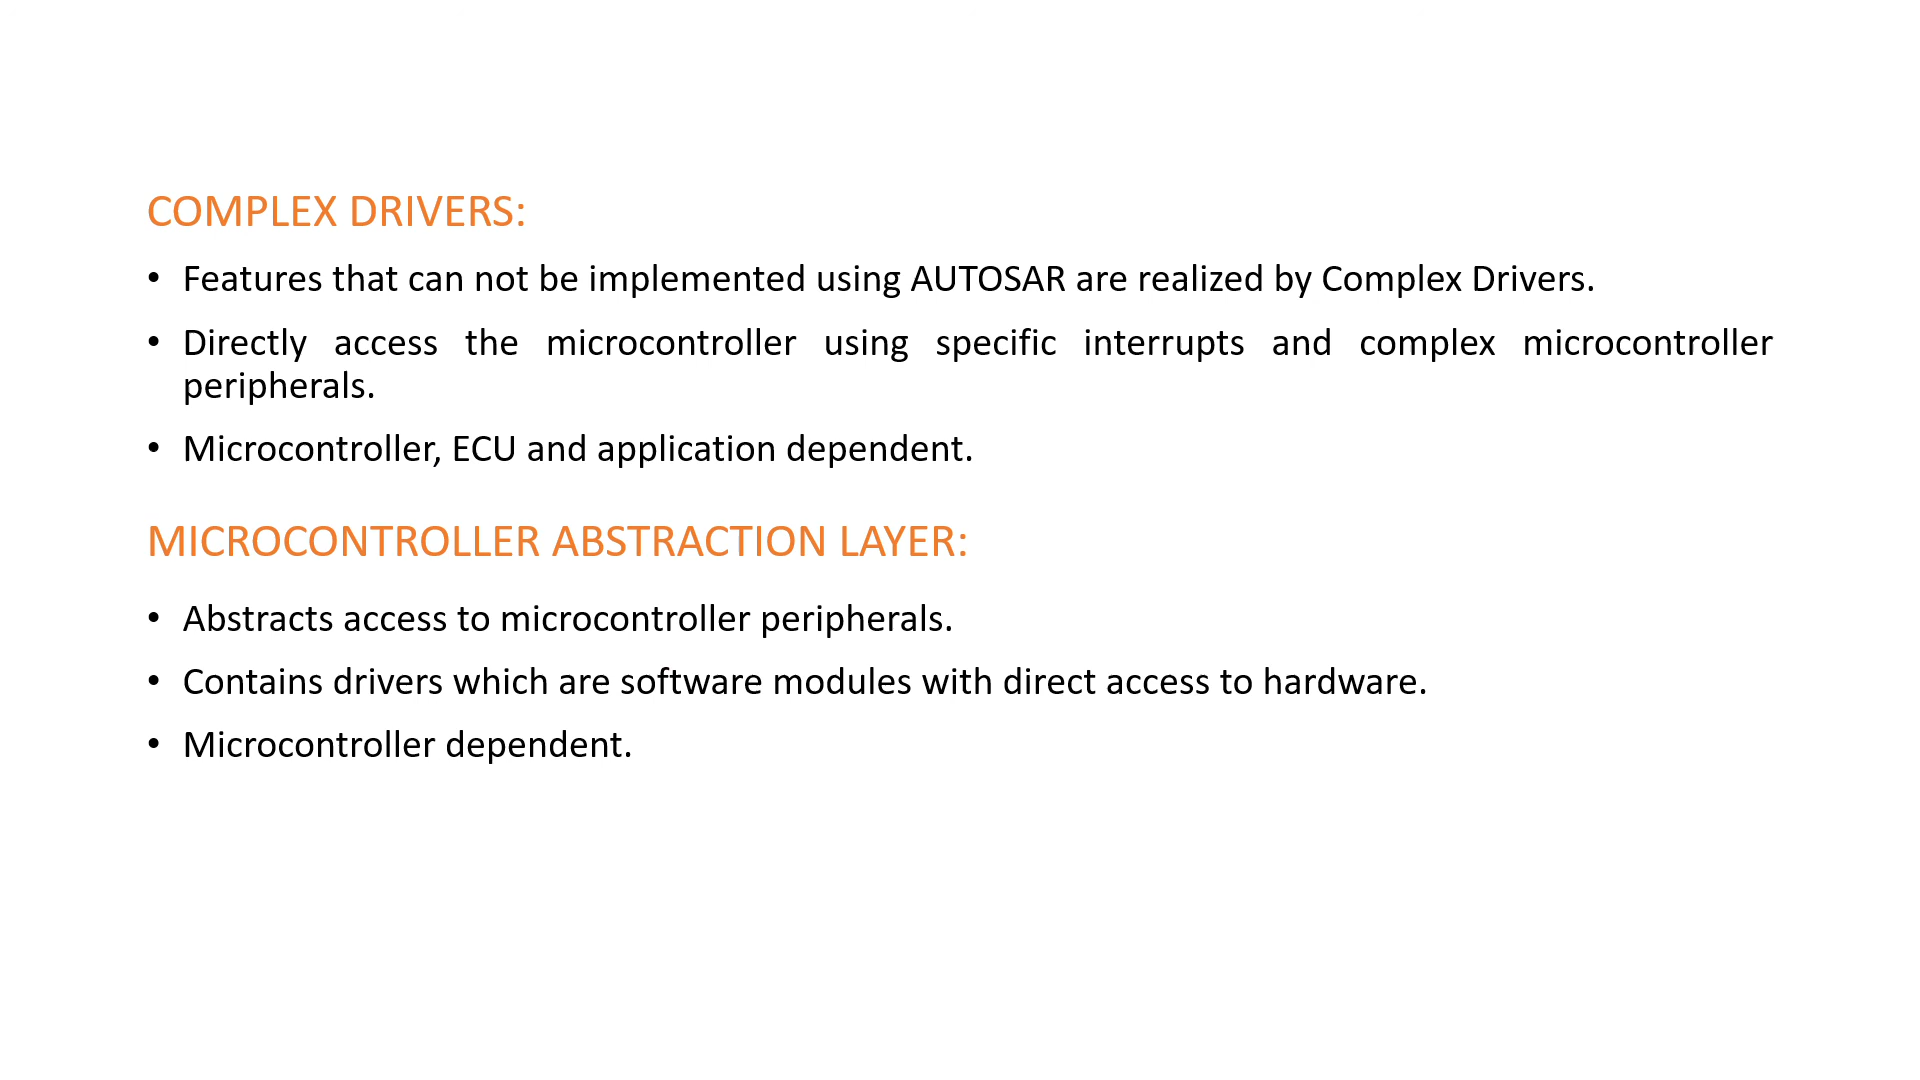 COMPLEX DRIVERS:
• Features that can not be implemented using AUTOSAR are realized by Complex Drivers.
• Directly access the microcontroller using specific interrupts and complex microcontroller
peripherals.
• Microcontroller, ECU and application dependent.
MICROCONTROLLER ABSTRACTION LAYER:
• Abstracts access to microcontroller peripherals.
• Contains drivers which are software modules with direct access to hardware.
• Microcontroller dependent.